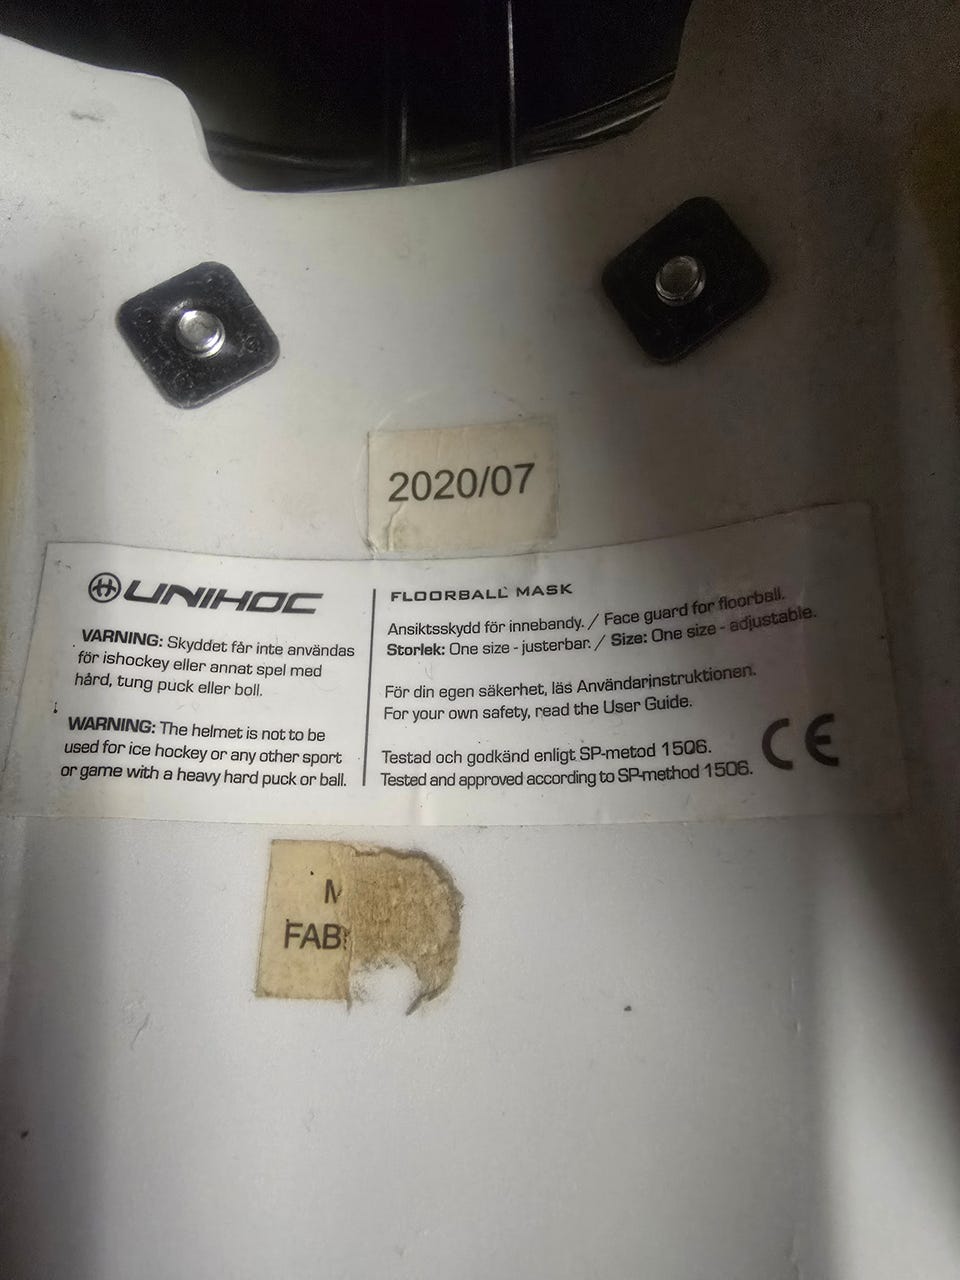 2020/07
UNIHOC
VARNING: Skyddet får inte användas
för ishockey eller annat spel med
hård, tung puck eller boll.
WARNING: The helmet is not to be
used for ice hockey or any other sport
or game with a heavy hard puck or ball.
FLOORBALL MASK
Ansiktsskydd för innebandy. / Face guard for floorball.
Storlek: One size - justerbar. / Size: One size - adjustable.
För din egen säkerhet, läs Användarinstruktionen.
For your own safety, read the User Guide.
Testad och godkänd enligt SP-metod 1506.
Tested and approved according to SP-method 1506.
CE
FAB